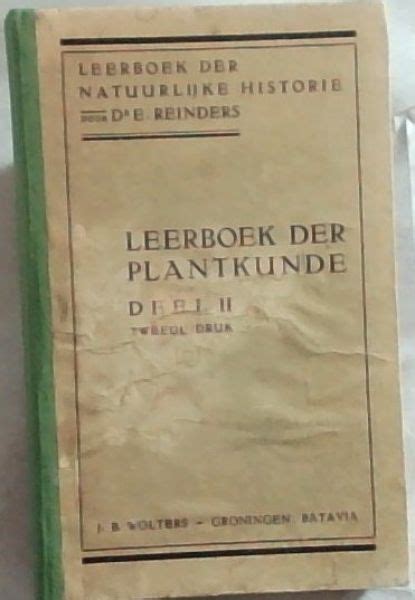 LEERBOEK DER
NATUURLIJKE HISTORIE
DOOR DR E. REINDERS
LEERBOEK DER
PLANTKUNDE
DEEL II
TWEEDE DRUK
J. B. WOLTERS – GRONINGEN, BATAVIA